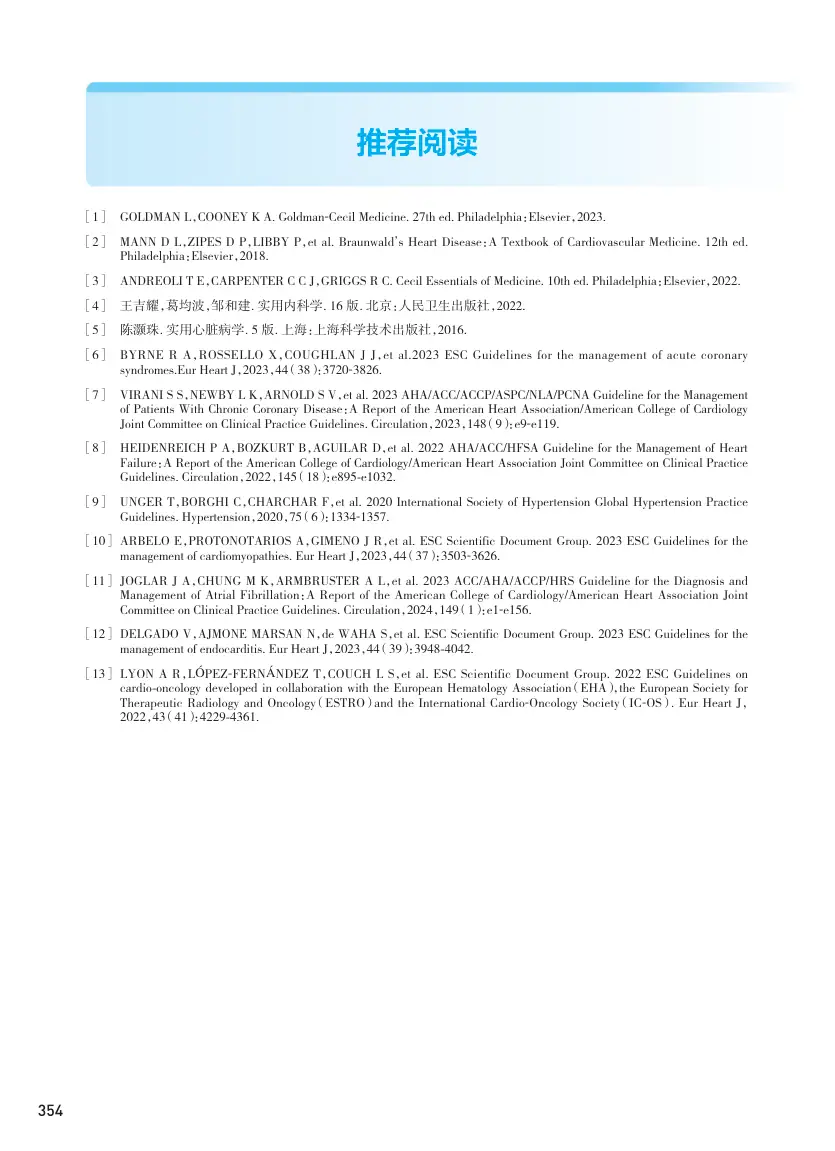 推荐阅读
［1］ GOLDMAN L,COONEY K A. Goldman-Cecil Medicine. 27th ed. Philadelphia:Elsevier,2023.
［2］ MANN D L,ZIPES D P,LIBBY P,et al. Braunwald's Heart Disease:A Textbook of Cardiovascular Medicine. 12th ed.
Philadelphia:Elsevier,2018.
［3］ ANDREOLI T E,CARPENTER C C J,GRIGGS R C. Cecil Essentials of Medicine. 10th ed. Philadelphia:Elsevier,2022.
［4］ 王吉耀,葛均波,邹和建. 实用内科学. 16 版. 北京:人民卫生出版社,2022.
［5］ 陈灏珠. 实用心脏病学. 5 版. 上海:上海科学技术出版社,2016.
［6］ BYRNE R A,ROSSELLO X,COUGHLAN J J,et al.2023 ESC Guidelines for the management of acute coronary
syndromes.Eur Heart J,2023,44(38):3720-3826.
［7］ VIRANI S S,NEWBY L K,ARNOLD S V,et al. 2023 AHA/ACC/ACCP/ASPC/NLA/PCNA Guideline for the Management
of Patients With Chronic Coronary Disease:A Report of the American Heart Association/American College of Cardiology
Joint Committee on Clinical Practice Guidelines. Circulation,2023,148(9):e9-e119.
［8］ HEIDENREICH P A,BOZKURT B,AGUILAR D,et al. 2022 AHA/ACC/HFSA Guideline for the Management of Heart
Failure:A Report of the American College of Cardiology/American Heart Association Joint Committee on Clinical Practice
Guidelines. Circulation,2022,145(18):e895-e1032.
［9］ UNGER T,BORGHI C,CHARCHAR F,et al. 2020 International Society of Hypertension Global Hypertension Practice
Guidelines. Hypertension,2020,75(6):1334-1357.
［10］ ARBELO E,PROTONOTARIOS A,GIMENO J R,et al. ESC Scientific Document Group. 2023 ESC Guidelines for the
management of cardiomyopathies. Eur Heart J,2023,44(37):3503-3626.
［11］ JOGLAR J A,CHUNG M K,ARMBRUSTER A L,et al. 2023 ACC/AHA/ACCP/HRS Guideline for the Diagnosis and
Management of Atrial Fibrillation:A Report of the American College of Cardiology/American Heart Association Joint
Committee on Clinical Practice Guidelines. Circulation,2024,149(1):e1-e156.
［12］ DELGADO V,AJMONE MARSAN N,de WAHA S,et al. ESC Scientific Document Group. 2023 ESC Guidelines for the
management of endocarditis. Eur Heart J,2023,44(39):3948-4042.
［13］ LYON A R,LÓPEZ-FERNÁNDEZ T,COUCH L S,et al. ESC Scientific Document Group. 2022 ESC Guidelines on
cardio-oncology developed in collaboration with the European Hematology Association(EHA),the European Society for
Therapeutic Radiology and Oncology(ESTRO)and the International Cardio-Oncology Society(IC-OS). Eur Heart J,
2022,43(41):4229-4361.
354